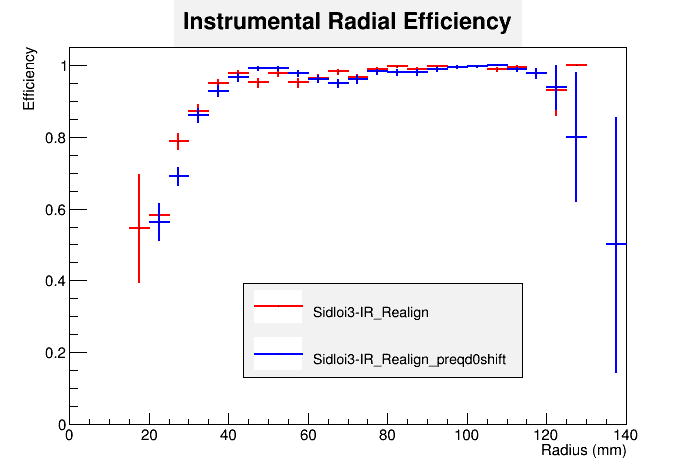 Instrumental Radial Efficiency
Efficiency
1
0.8
0.6
0.4
0.2
0
Sidloi3-IR_Realign
Sidloi3-IR_Realign_preqd0shift
0 20 40 60 80 100 120 140
Radius (mm)